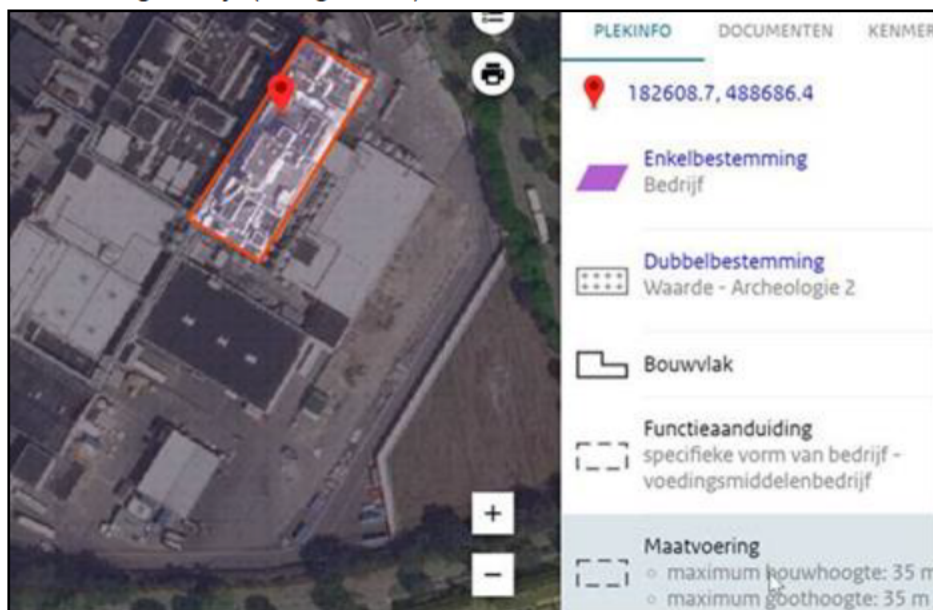 PLEKINFO DOCUMENTEN KENMER
182608.7, 488686.4
Enkelbestemming
Bedrijf
Dubbelbestemming
Waarde - Archeologie 2
Bouwvlak
Functieaanduiding
specifieke vorm van bedrijf -
voedingsmiddelenbedrijf
Maatvoering
maximum bouwhoogte: 35 m
maximum goothoogte: 35 m
+
−